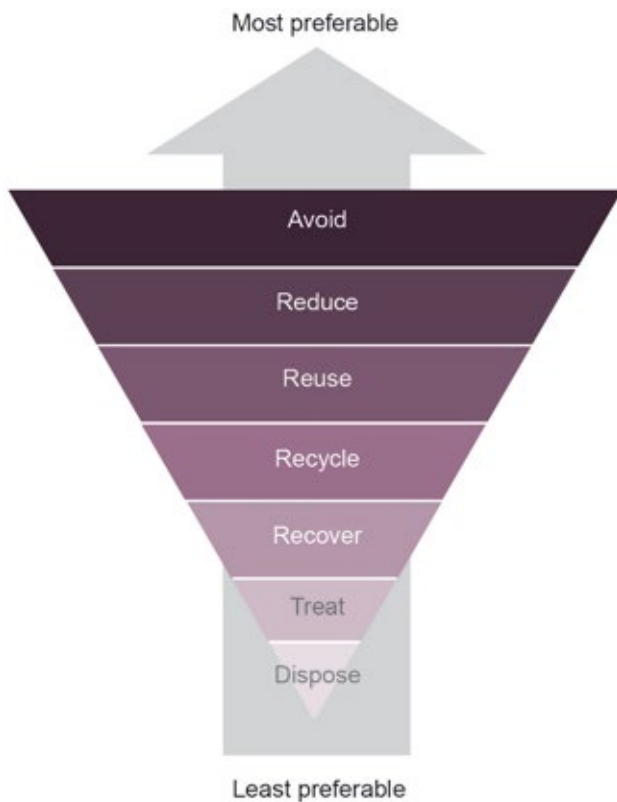 Most preferable
Avoid
Reduce
Reuse
Recycle
Recover
Treat
Dispose
Least preferable